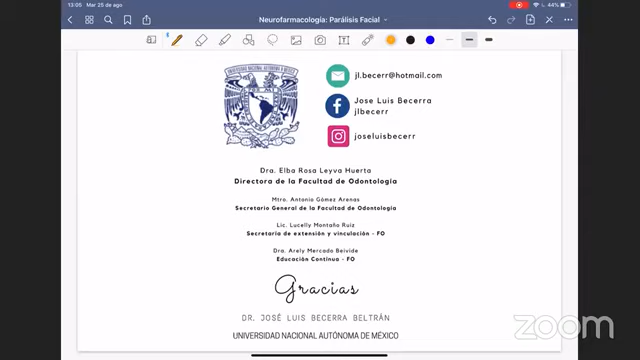 13:05 Mar 25 de ago
44%
Neurofarmacología: Parálisis Facial
jl.becerr@hotmail.com
Jose Luis Becerra
jlbecerr
joseluisbecerr
Dra. Elba Rosa Leyva Huerta
Directora de la Facultad de Odontología
Mtro. Antonio Gómez Arenas
Secretario General de la Facultad de Odontología
Lic. Lucelly Montaño Ruiz
Secretaria de extensión y vinculación - FO
Dra. Arely Mercado Beivide
Educación Contínua - FO
Gracias
DR. JOSÉ LUIS BECERRA BELTRÁN
UNIVERSIDAD NACIONAL AUTÓNOMA DE MÉXICO
zoom